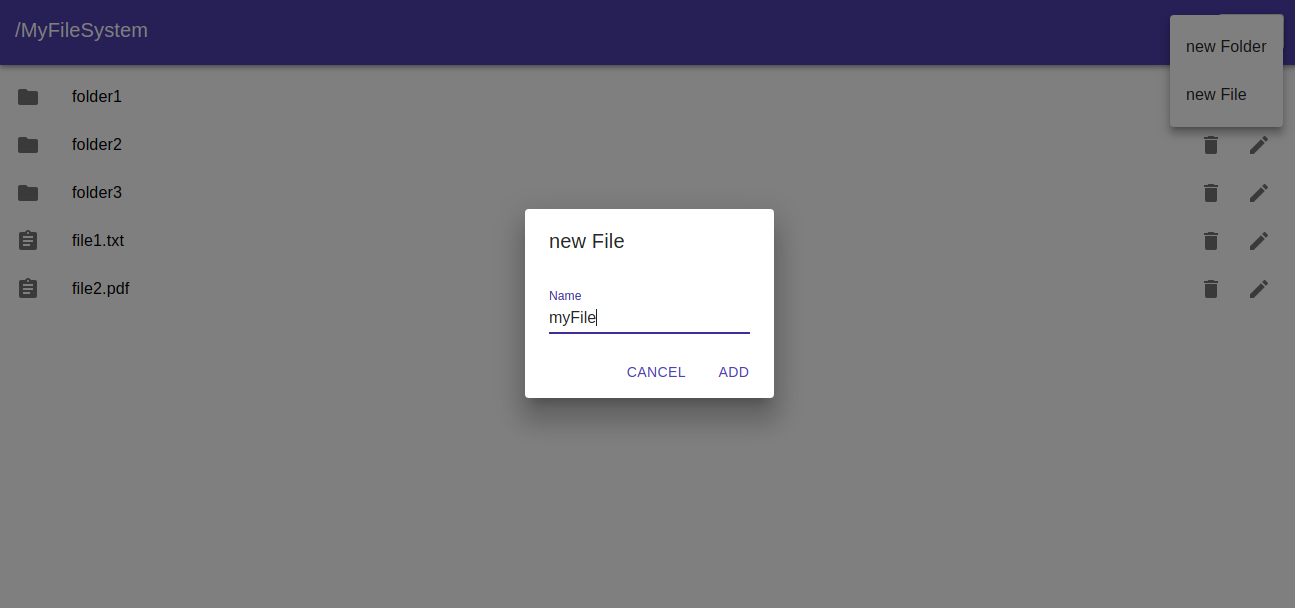 /MyFileSystem
new Folder
new File
folder1
folder2
folder3
file1.txt
file2.pdf
new File
Name
myFile
CANCEL ADD